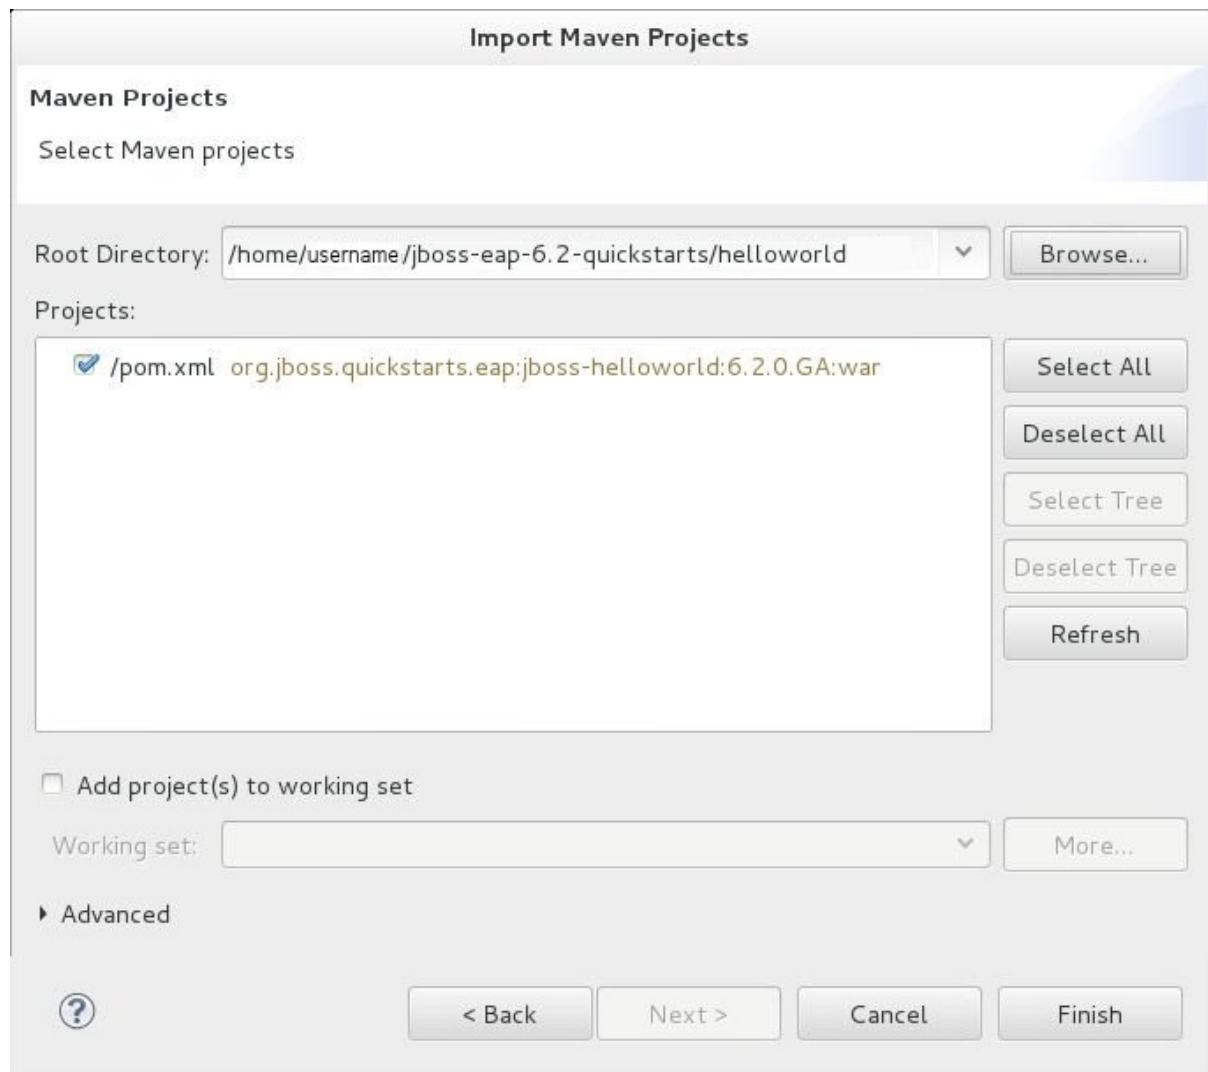 Import Maven Projects
Maven Projects
Select Maven projects
Root Directory: /home/username/jboss-eap-6.2-quickstarts/helloworld Browse...
Projects:
/pom.xml org.jboss.quickstarts.eap:jboss-helloworld:6.2.0.GA:war
Select All
Deselect All
Select Tree
Deselect Tree
Refresh
Add project(s) to working set
Working set: More...
Advanced
? < Back Next > Cancel Finish